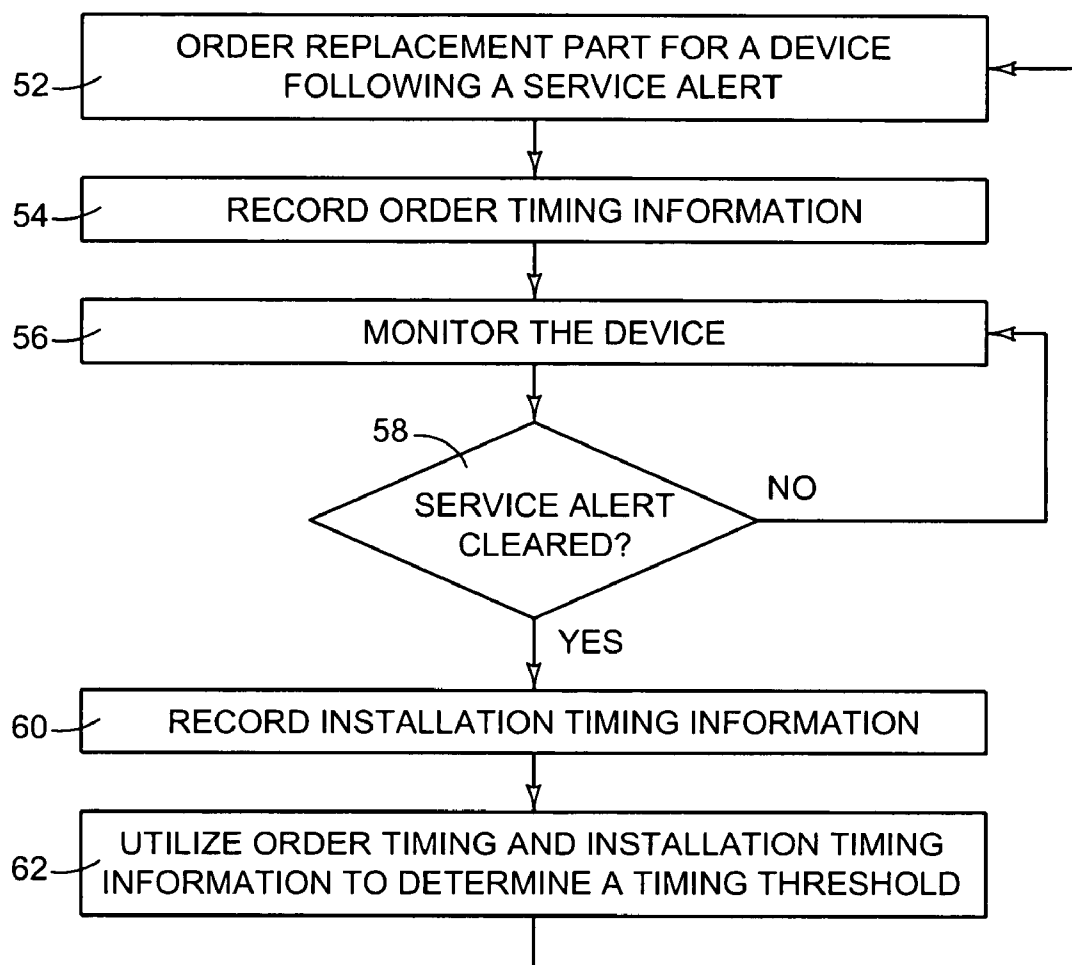 ORDER REPLACEMENT PART FOR A DEVICE
FOLLOWING A SERVICE ALERT
52
54
RECORD ORDER TIMING INFORMATION
56
MONITOR THE DEVICE
58
SERVICE ALERT
CLEARED?
NO
YES
60
RECORD INSTALLATION TIMING INFORMATION
UTILIZE ORDER TIMING AND INSTALLATION TIMING
INFORMATION TO DETERMINE A TIMING THRESHOLD
62